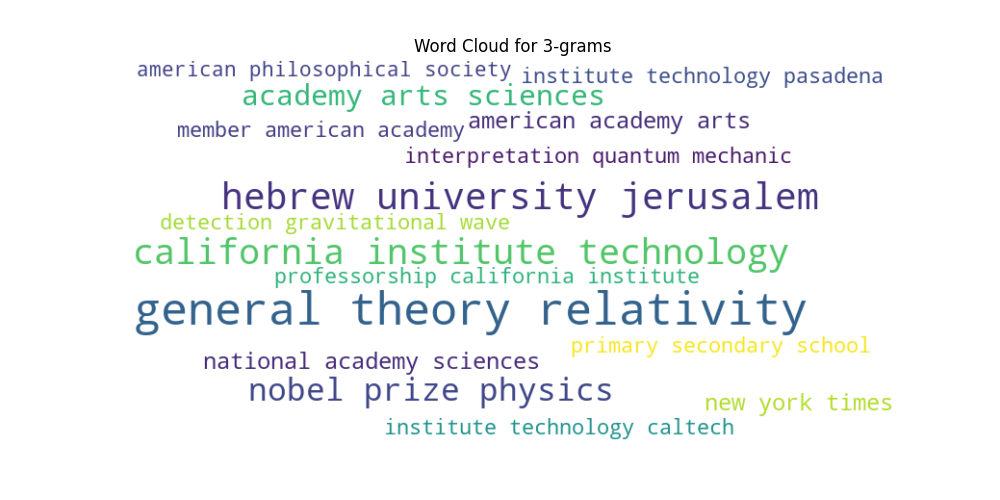 Word Cloud for 3-grams
american philosophical society
institute technology pasadena
academy arts sciences
american academy arts
member american academy
interpretation quantum mechanic
hebrew university jerusalem
detection gravitational wave
california institute technology
professorship california institute
general theory relativity
primary secondary school
national academy sciences
nobel prize physics
new york times
institute technology caltech